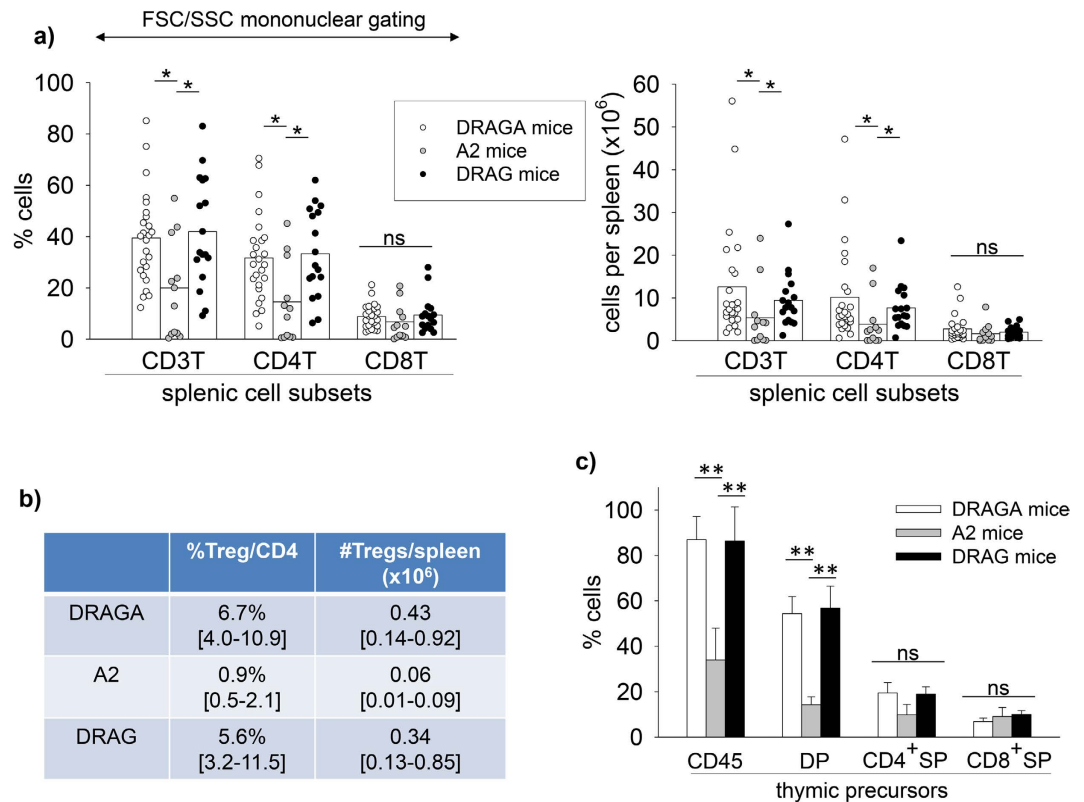 a)
FSC/SSC mononuclear gating
100
80
60
40
20
0
% cells
* *
* *
ns
CD3T CD4T CD8T
splenic cell subsets
DRAGA mice
A2 mice
DRAG mice
60
50
40
30
20
10
0
cells per spleen (x10⁶)
* *
* *
ns
CD3T CD4T CD8T
splenic cell subsets
b)
%Treg/CD4 #Tregs/spleen
(x10⁶)
DRAGA 6.7% 0.43
[4.0-10.9] [0.14-0.92]
A2 0.9% 0.06
[0.5-2.1] [0.01-0.09]
DRAG 5.6% 0.34
[3.2-11.5] [0.13-0.85]
c)
100
80
60
40
20
0
% cells
** **
** **
ns
ns
DRAGA mice
A2 mice
DRAG mice
CD45 DP CD4⁺SP CD8⁺SP
thymic precursors